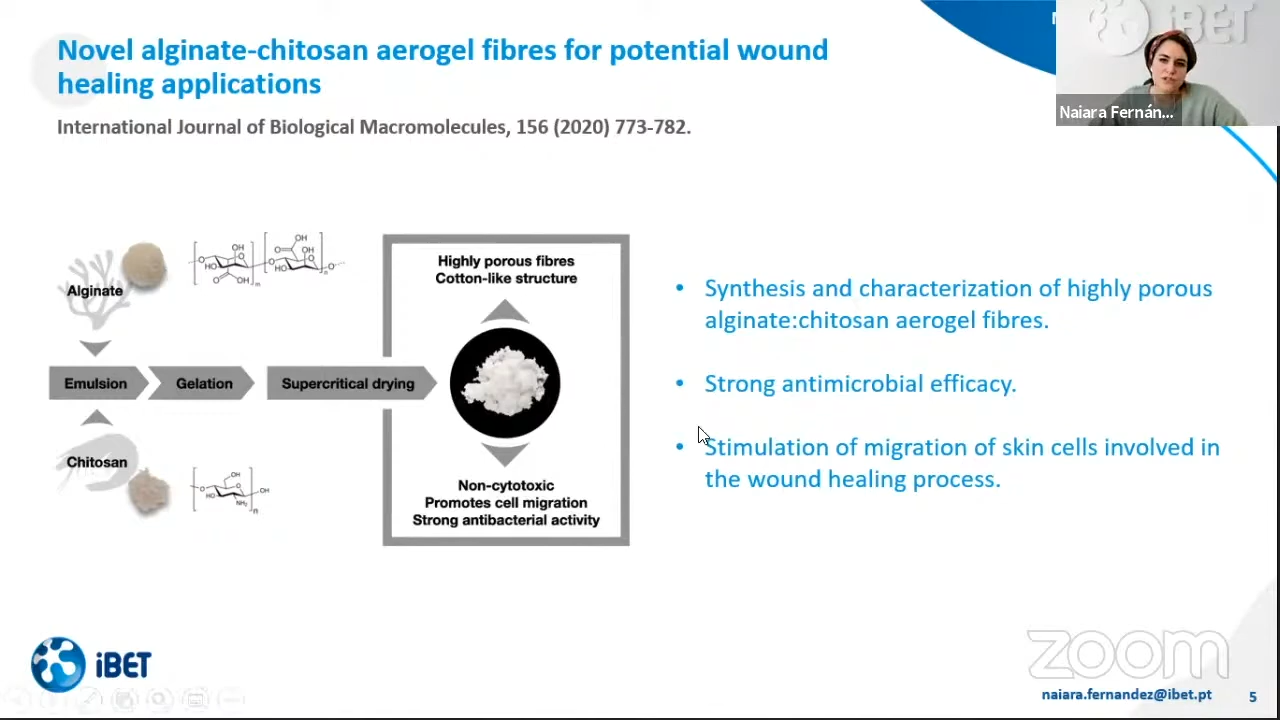 Novel alginate-chitosan aerogel fibres for potential wound
healing applications
International Journal of Biological Macromolecules, 156 (2020) 773-782.
iBET
Naiara Fernán...
Alginate
Emulsion
Gelation
Supercritical drying
Chitosan
Highly porous fibres
Cotton-like structure
Non-cytotoxic
Promotes cell migration
Strong antibacterial activity
• Synthesis and characterization of highly porous
alginate:chitosan aerogel fibres.
• Strong antimicrobial efficacy.
• Stimulation of migration of skin cells involved in
the wound healing process.
iBET
zoom
naiara.fernandez@ibet.pt
5